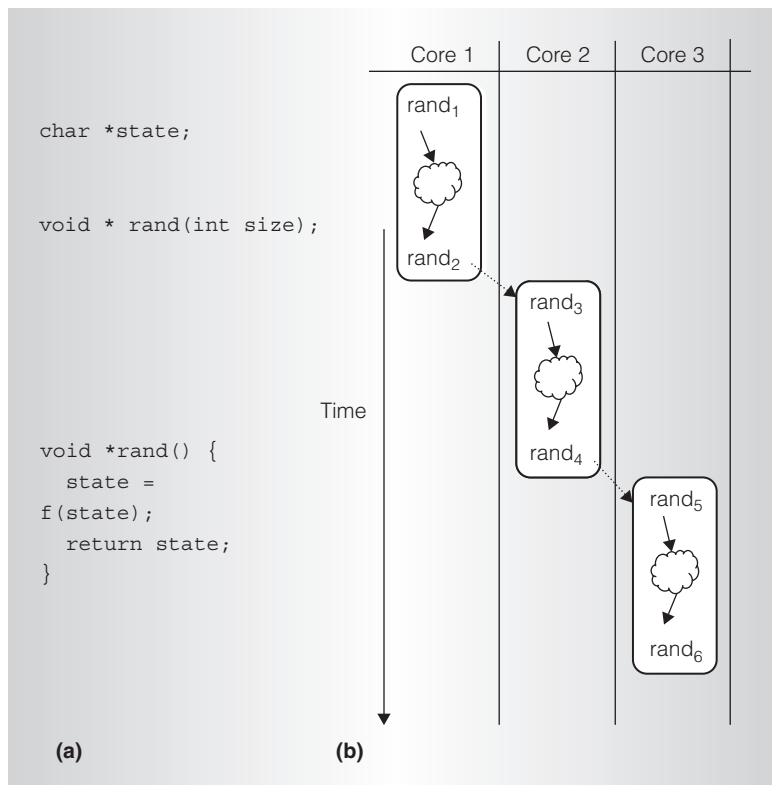 Core 1 Core 2 Core 3
char *state;
void * rand(int size);
void *rand() {
state =
f(state);
return state;
}
Time
rand1
rand2
rand3
rand4
rand5
rand6
(a) (b)